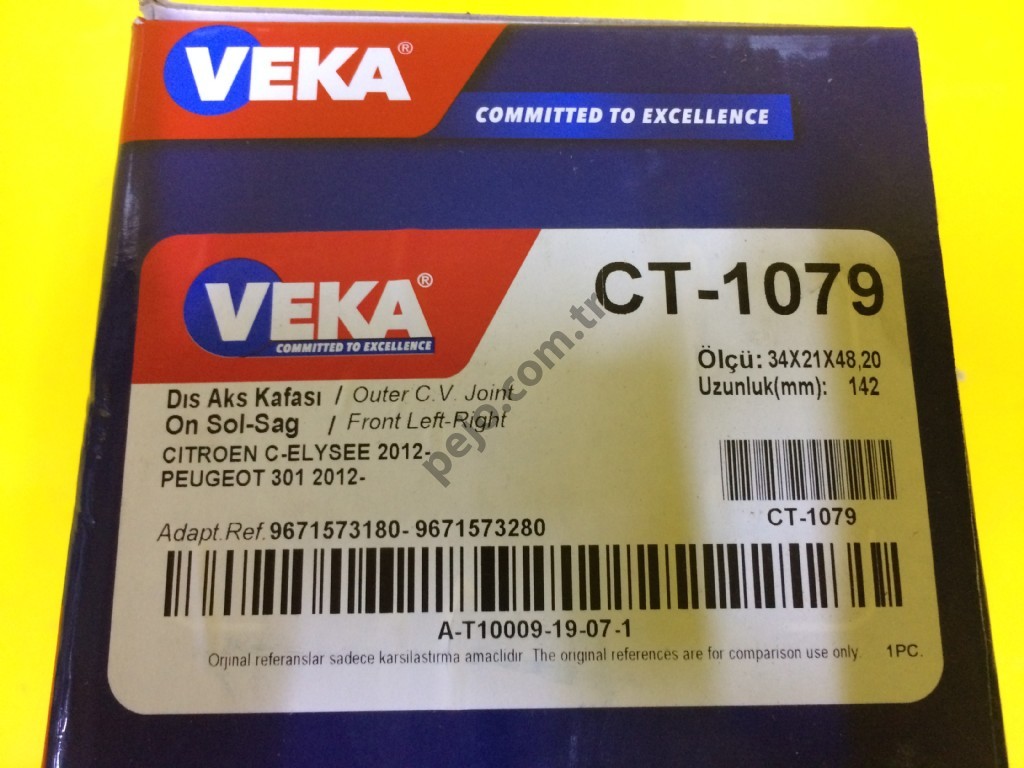 VEKA®
COMMITTED TO EXCELLENCE
VEKA®
COMMITTED TO EXCELLENCE
CT-1079
Ölçü: 34X21X48,20
Uzunluk(mm): 142
Dıs Aks Kafası / Outer C.V. Joint
On Sol-Sag / Front Left-Right
CITROEN C-ELYSEE 2012-
PEUGEOT 301 2012-
CT-1079
Adapt.Ref.9671573180- 9671573280
A-T10009-19-07-1
Orjinal referanslar sadece karsilastirma amaclidir. The original references are for comparison use only. 1PC.
pejo.com.tr